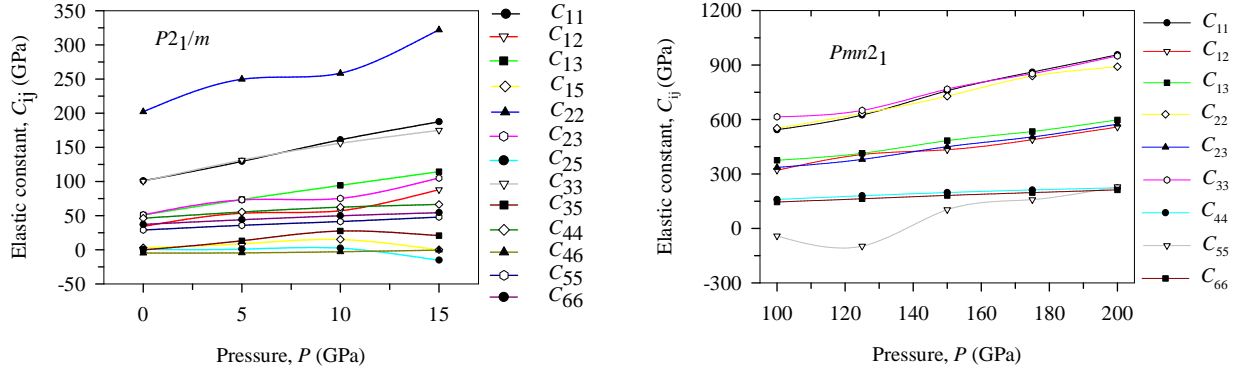 350
300
250
200
150
100
50
0
-50
0
5
10
15
Elastic constant, Cij (GPa)
Pressure, P (GPa)
P21/m
C11
C12
C13
C15
C22
C23
C25
C33
C35
C44
C46
C55
C66
1200
900
600
300
0
-300
100
120
140
160
180
200
Elastic constant, Cij (GPa)
Pressure, P (GPa)
Pmn21
C11
C12
C13
C22
C23
C33
C44
C55
C66